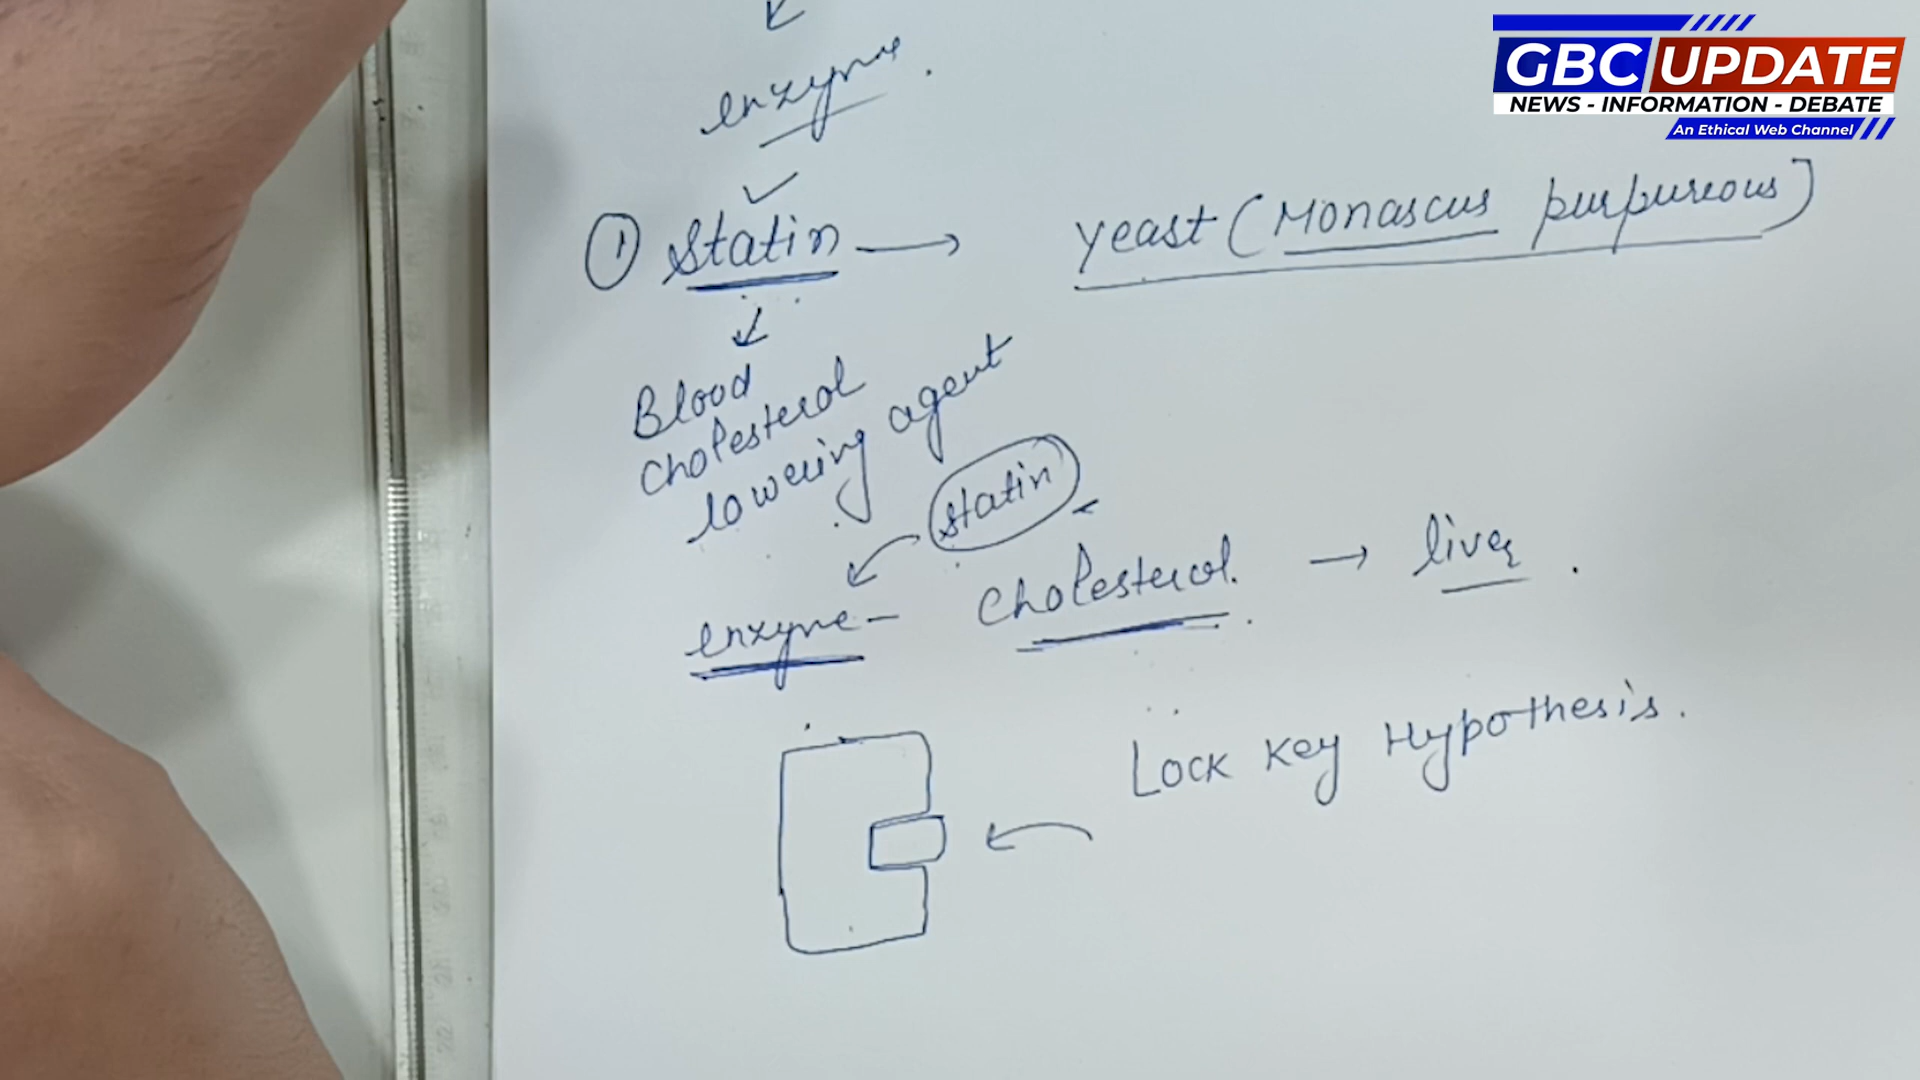 GBC UPDATE
NEWS - INFORMATION - DEBATE
An Ethical Web Channel
enzyme.
① Statin → Yeast (Monascus purpureous)
Blood
cholesterol
lowering agent
statin
enzyme - Cholesterol. → liver.
Lock Key Hypothesis.